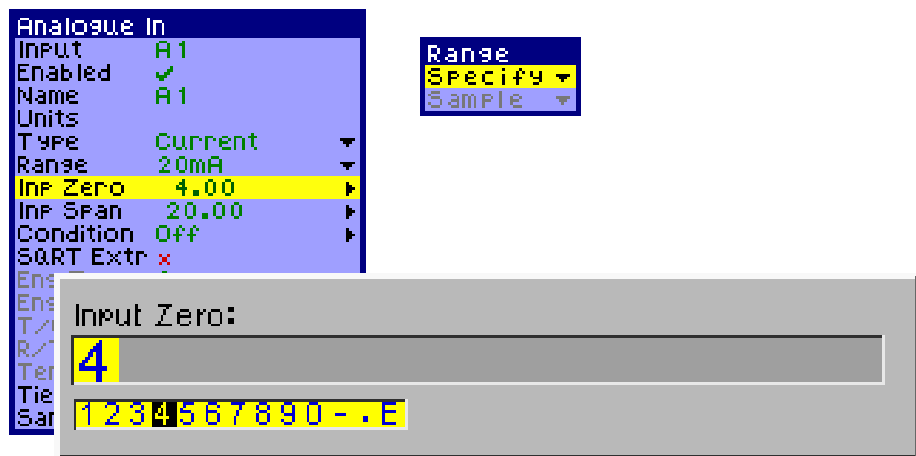 Analogue In
Input A1
Enabled
Name A1
Units
Type Current
Range 20mA
Inp Zero 4.00
Inp Span 20.00
Condition Off
SQRT Extr x
Range
Specify
Sample
Input Zero:
4
1234567890-.E